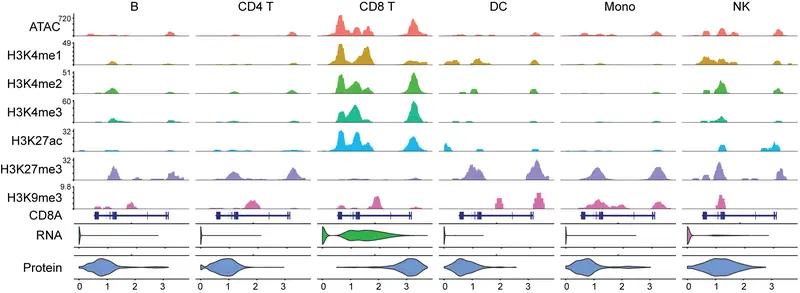 B CD4 T CD8 T DC Mono NK
720
ATAC
49
H3K4me1
51
H3K4me2
60
H3K4me3
32
H3K27ac
32
H3K27me3
9.8
H3K9me3
CD8A
RNA
Protein
0 1 2 3 0 1 2 3 0 1 2 3 0 1 2 3 0 1 2 3 0 1 2 3